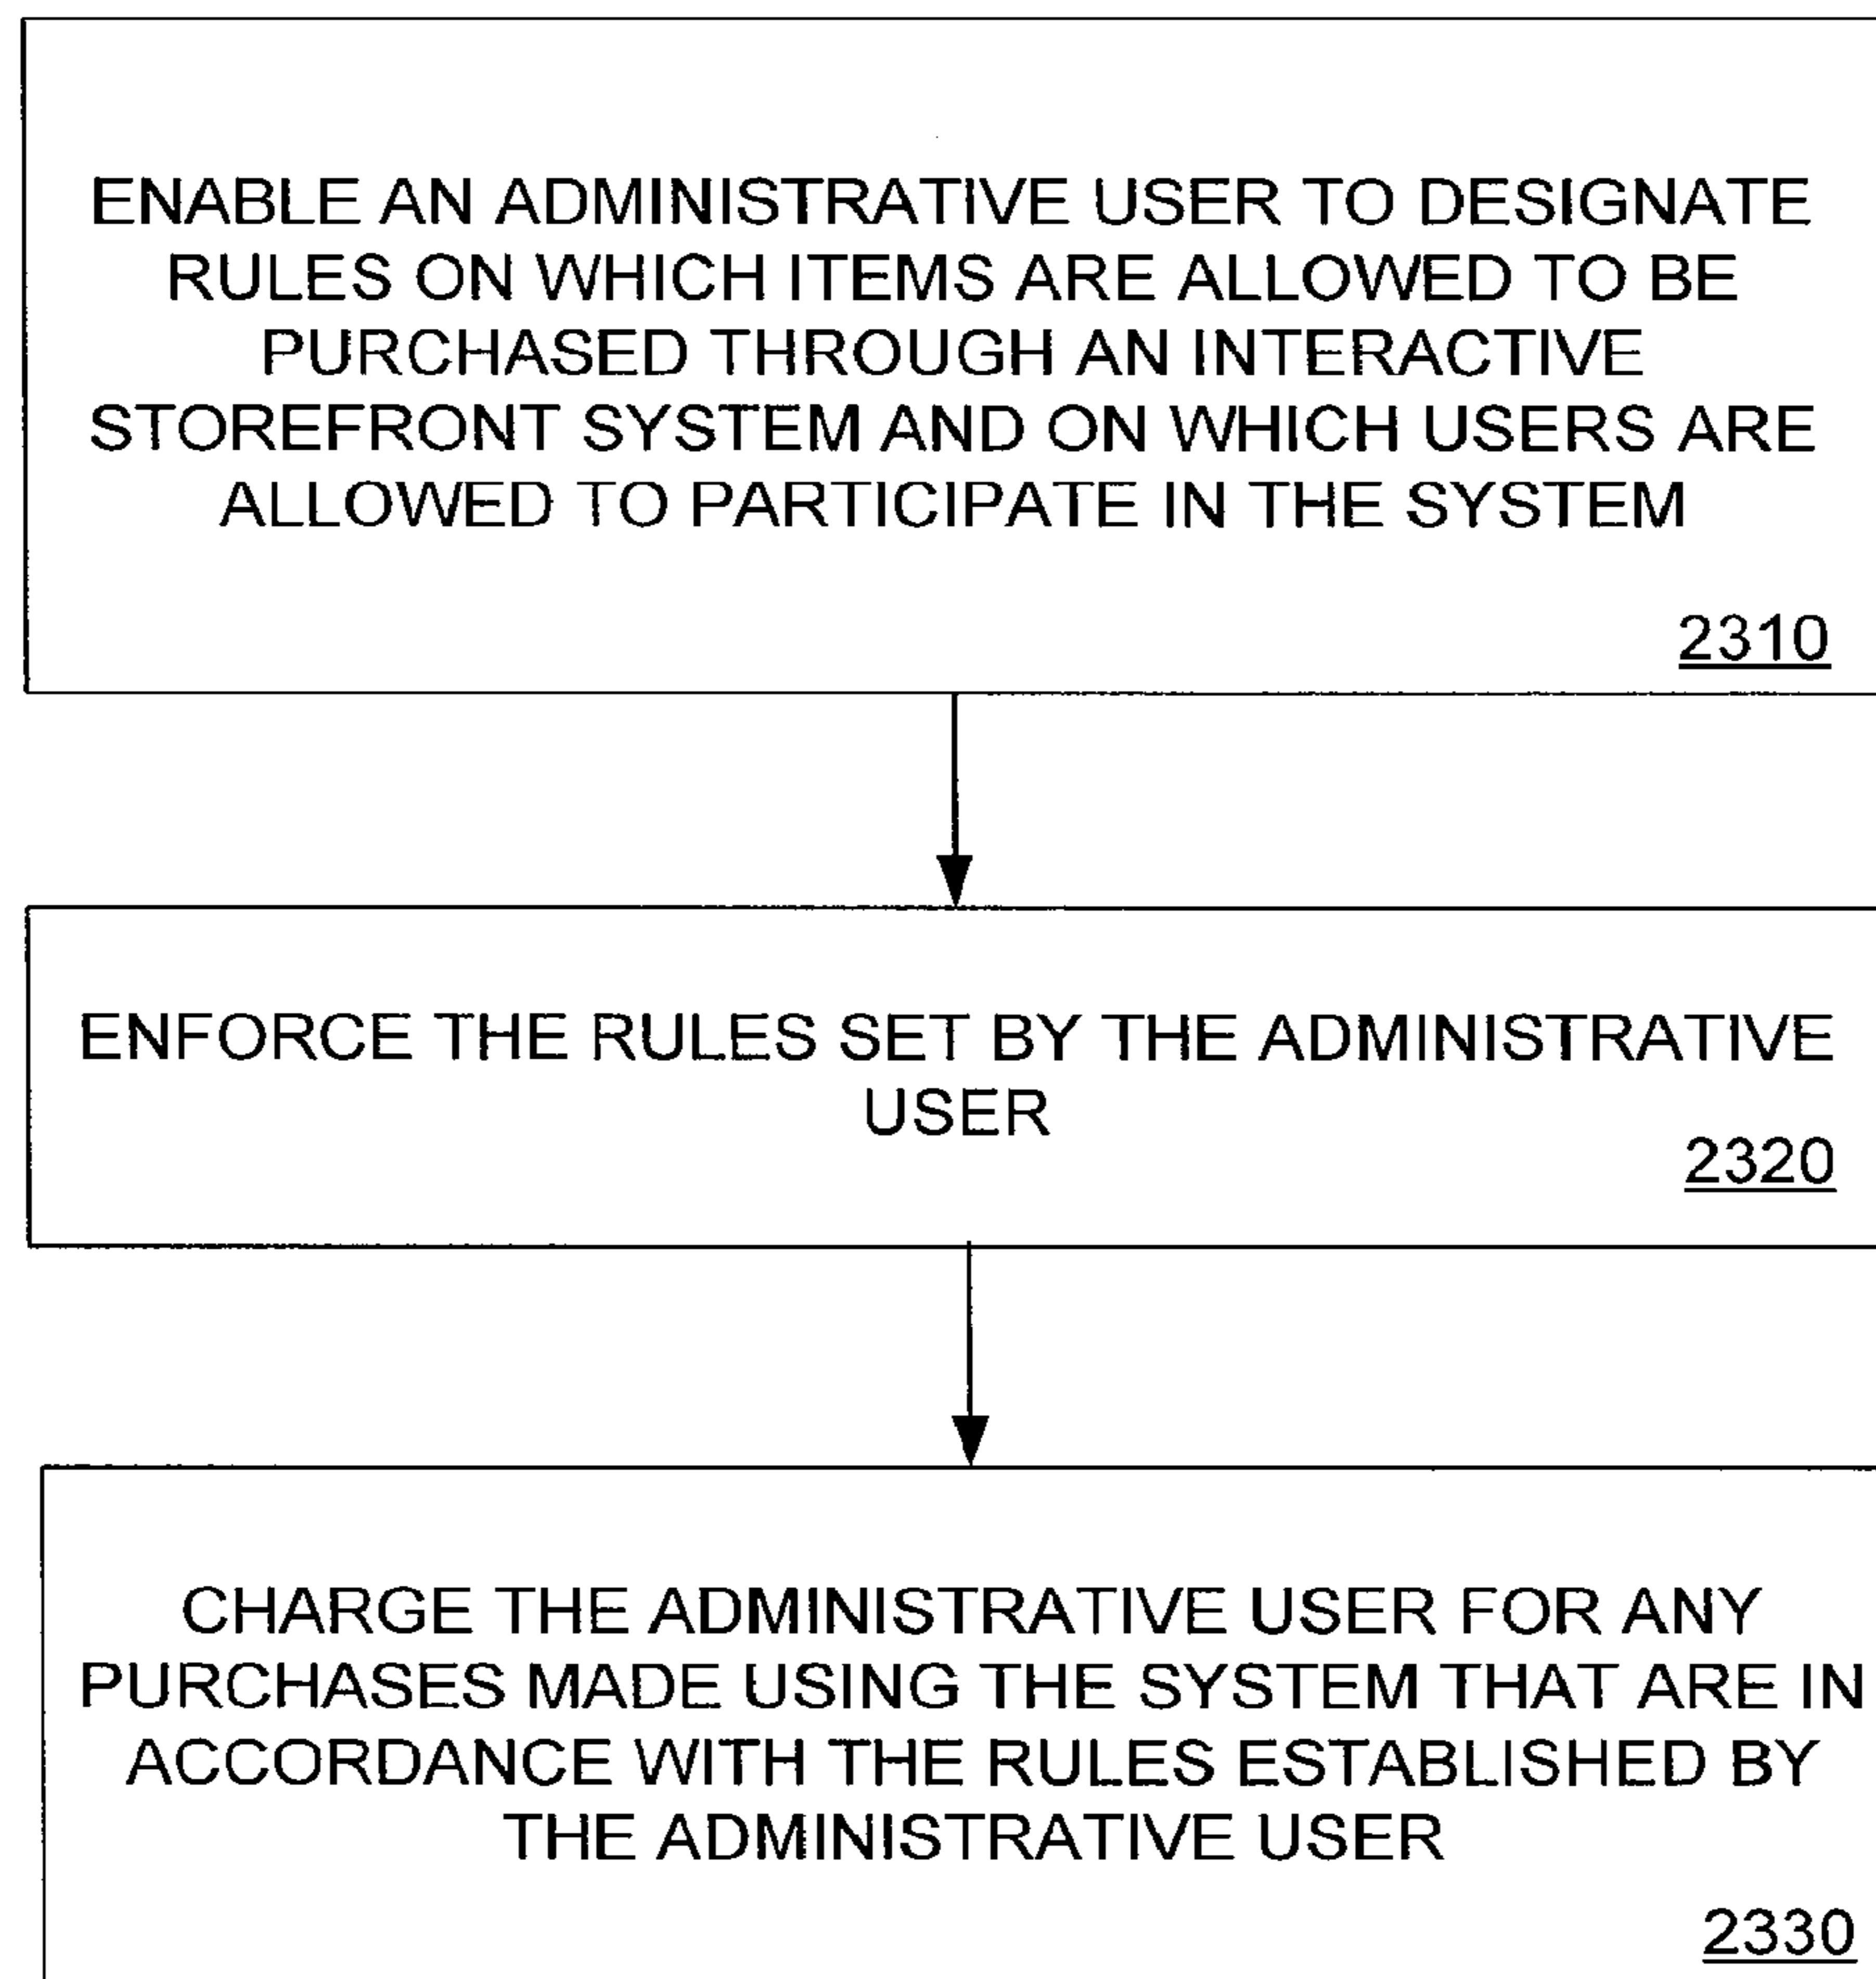 ENABLE AN ADMINISTRATIVE USER TO DESIGNATE
RULES ON WHICH ITEMS ARE ALLOWED TO BE
PURCHASED THROUGH AN INTERACTIVE
STOREFRONT SYSTEM AND ON WHICH USERS ARE
ALLOWED TO PARTICIPATE IN THE SYSTEM
2310
ENFORCE THE RULES SET BY THE ADMINISTRATIVE
USER
2320
CHARGE THE ADMINISTRATIVE USER FOR ANY
PURCHASES MADE USING THE SYSTEM THAT ARE IN
ACCORDANCE WITH THE RULES ESTABLISHED BY
THE ADMINISTRATIVE USER
2330